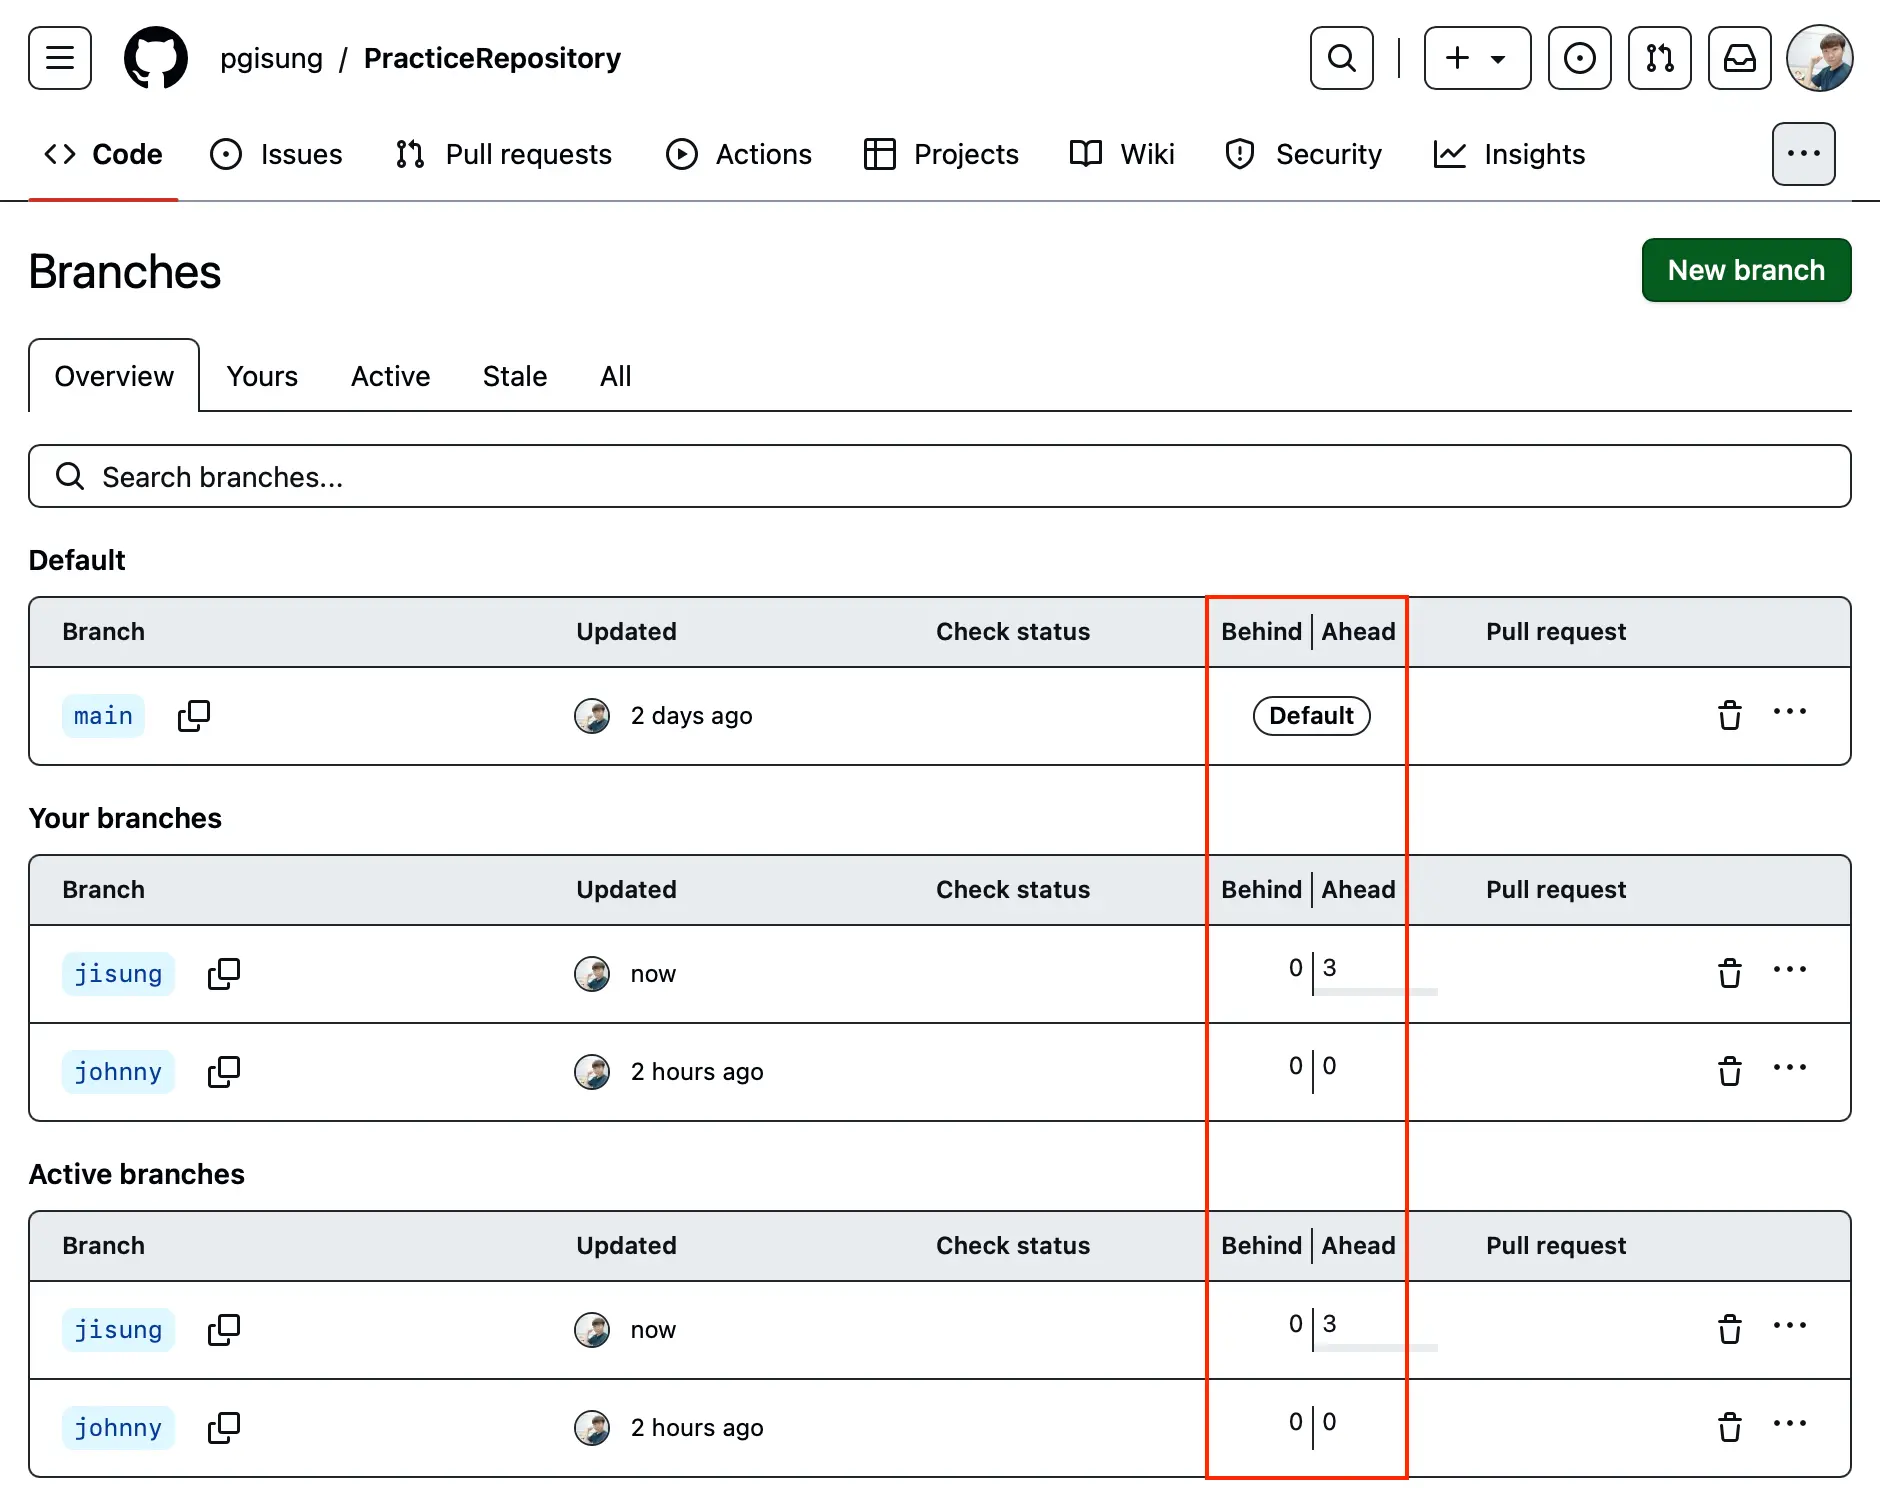 pgisung / PracticeRepository
Code Issues Pull requests Actions Projects Wiki Security Insights
Branches
New branch
Overview Yours Active Stale All
Search branches...
Default
Branch Updated Check status Behind Ahead Pull request
main 2 days ago Default
Your branches
Branch Updated Check status Behind Ahead Pull request
jisung now 0 3
johnny 2 hours ago 0 0
Active branches
Branch Updated Check status Behind Ahead Pull request
jisung now 0 3
johnny 2 hours ago 0 0